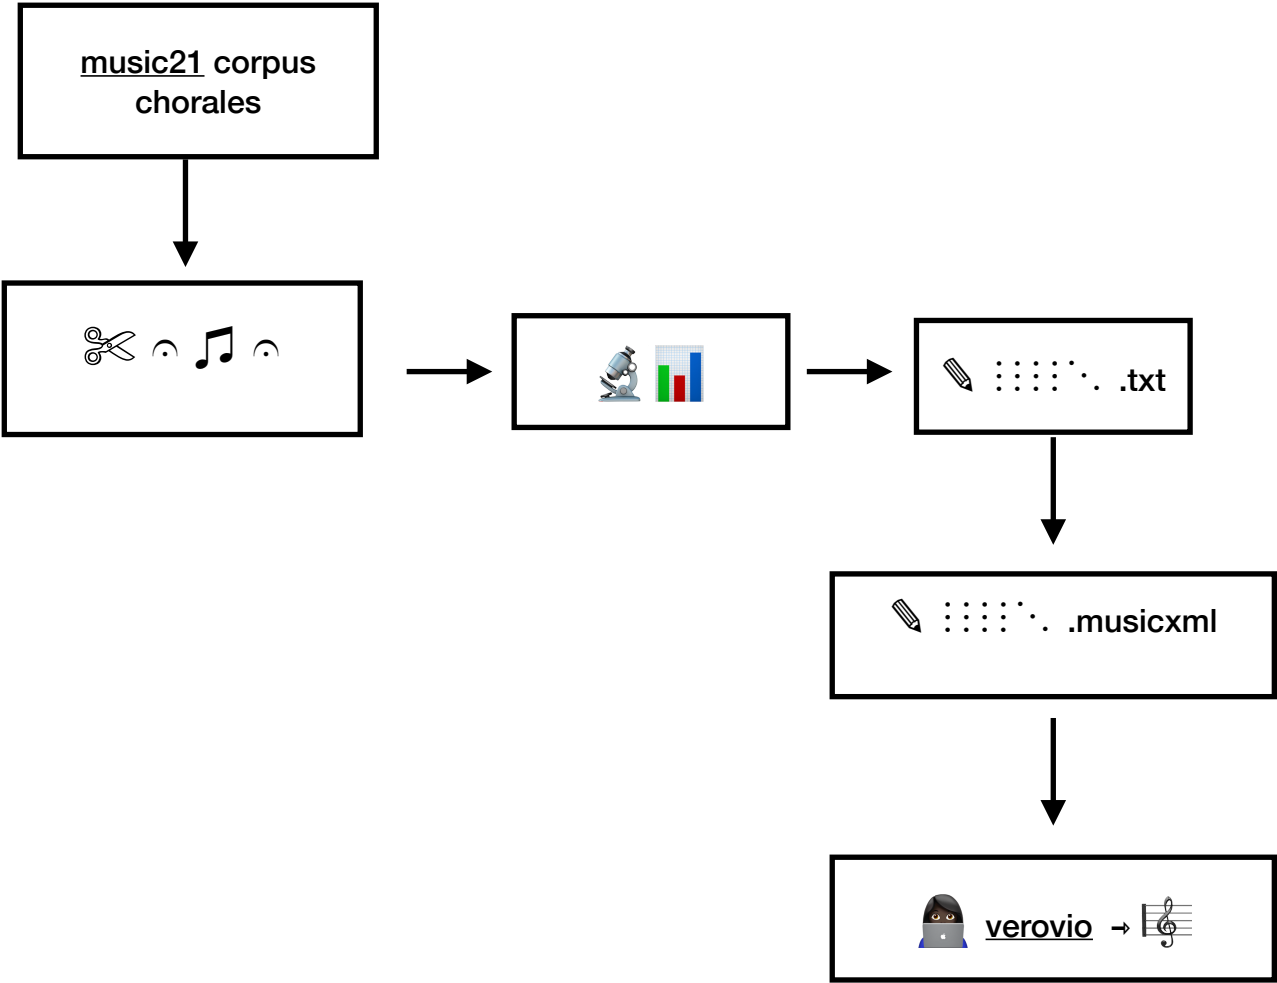 music21 corpus
chorales
.txt
.musicxml
verovio →